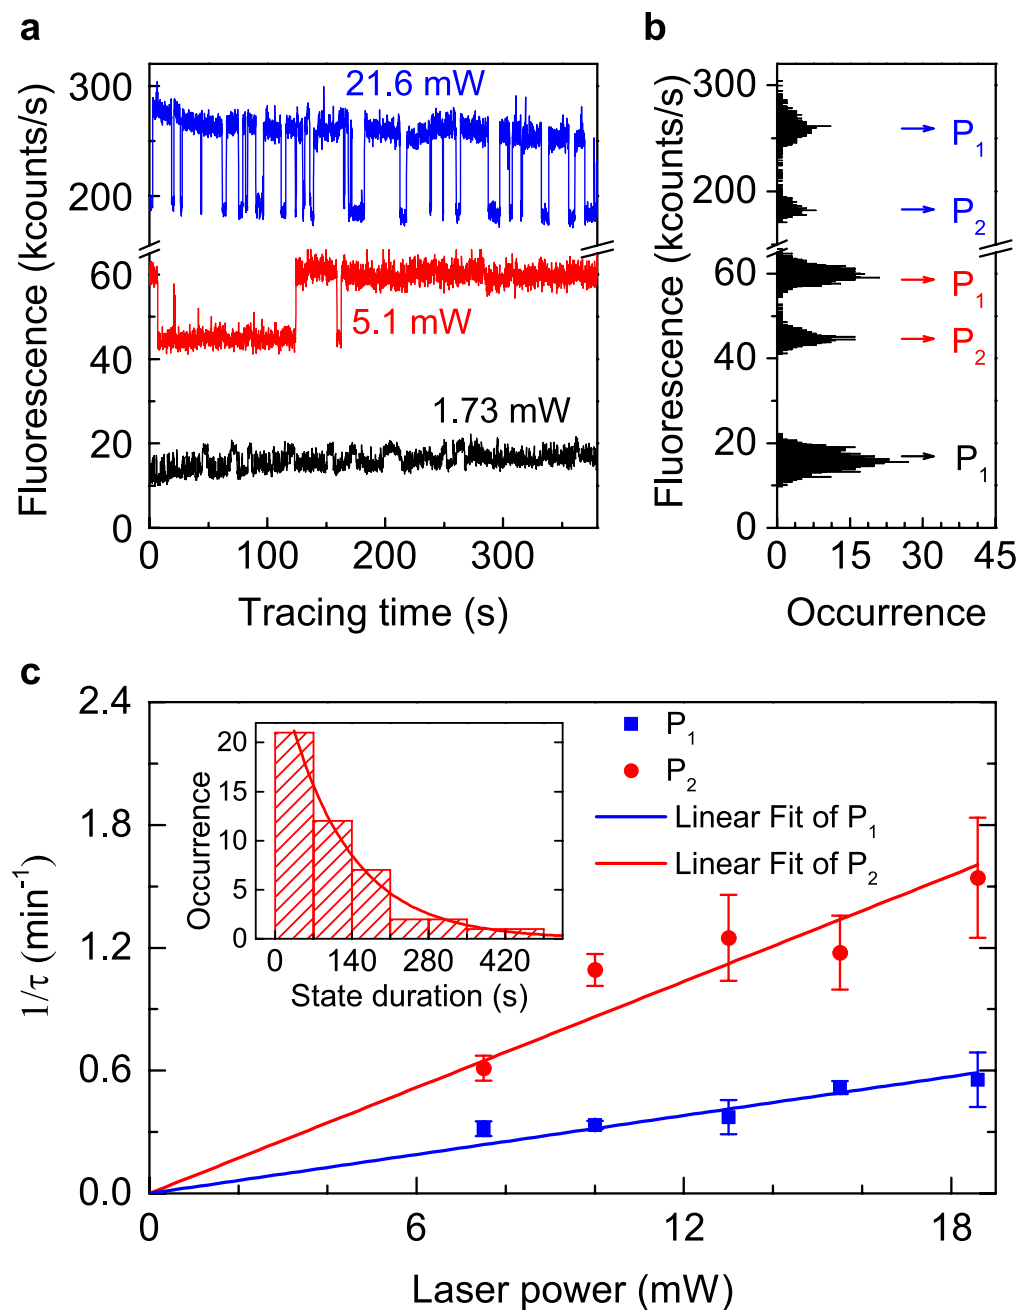 a
b
300
200
60
40
20
0
Fluorescence (kcounts/s)
21.6 mW
5.1 mW
1.73 mW
0 100 200 300
Tracing time (s)
300
200
60
40
20
0
Fluorescence (kcounts/s)
P₁
P₂
P₁
P₂
P₁
0 15 30 45
Occurrence
c
2.4
1.8
1.2
0.6
0.0
1/τ (min⁻¹)
20
15
10
5
0
Occurrence
0 140 280 420
State duration (s)
P₁
P₂
Linear Fit of P₁
Linear Fit of P₂
0 6 12 18
Laser power (mW)